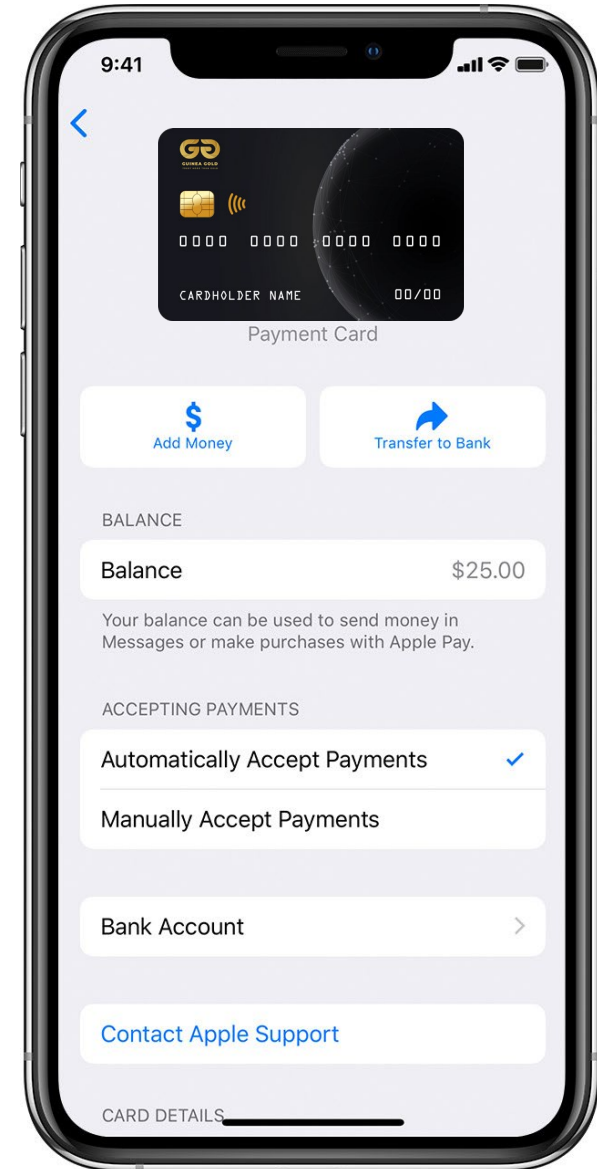 9:41
GUINEA GOLD
0000 0000 0000 0000
CARDHOLDER NAME 00/00
Payment Card
$
Add Money Transfer to Bank
BALANCE
Balance $25.00
Your balance can be used to send money in
Messages or make purchases with Apple Pay.
ACCEPTING PAYMENTS
Automatically Accept Payments
Manually Accept Payments
Bank Account
Contact Apple Support
CARD DETAILS